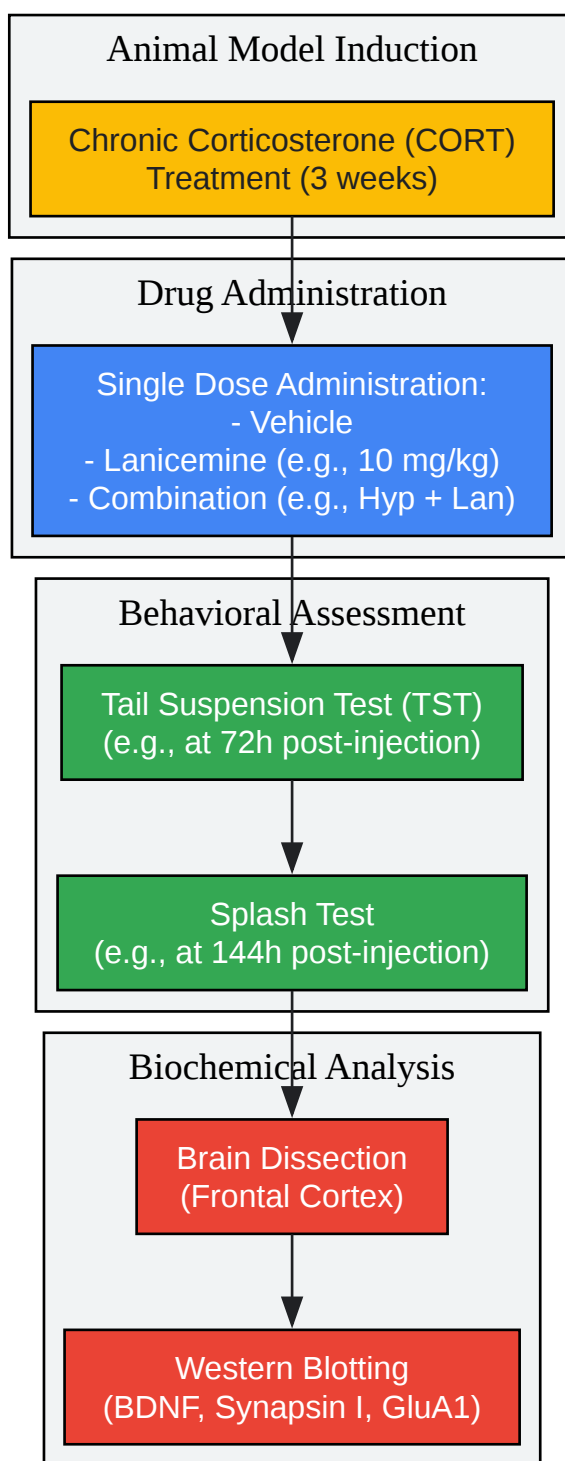 Animal Model Induction
Chronic Corticosterone (CORT)
Treatment (3 weeks)
Drug Administration
Single Dose Administration:
- Vehicle
- Lanicemine (e.g., 10 mg/kg)
- Combination (e.g., Hyp + Lan)
Behavioral Assessment
Tail Suspension Test (TST)
(e.g., at 72h post-injection)
Splash Test
(e.g., at 144h post-injection)
Biochemical Analysis
Brain Dissection
(Frontal Cortex)
Western Blotting
(BDNF, Synapsin I, GluA1)